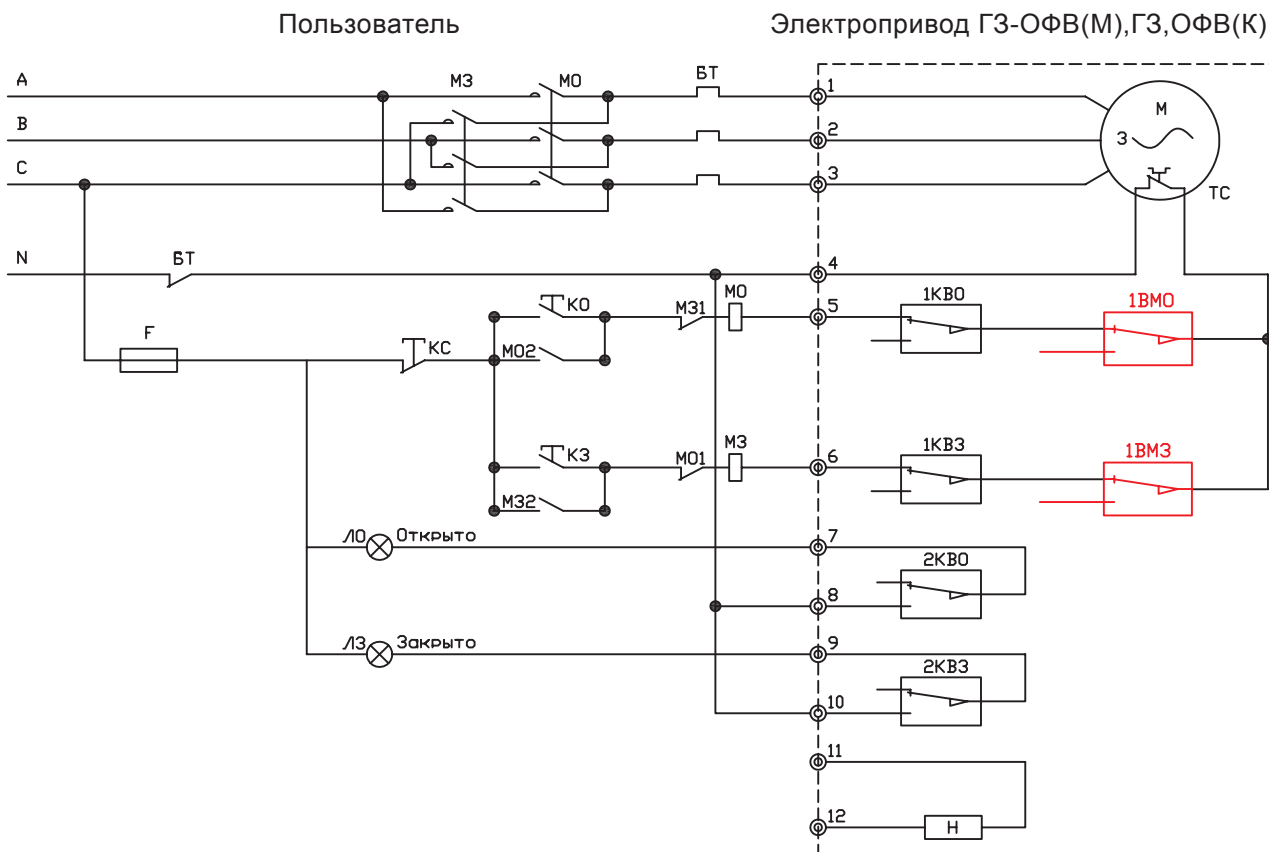 Пользователь
Электропривод ГЗ-ОФВ(М),ГЗ,ОФВ(К)
A
МЗ
МО
БТ
1
М
B
2
3
C
3
ТС
N
БТ
4
КО
МЗ1
МО
5
1КВО
1ВМО
F
КС
МО2
КЗ
МО1
МЗ
6
1КВЗ
1ВМЗ
МЗ2
ЛО
Открыто
7
2КВО
8
ЛЗ
Закрыто
9
2КВЗ
10
11
12
Н